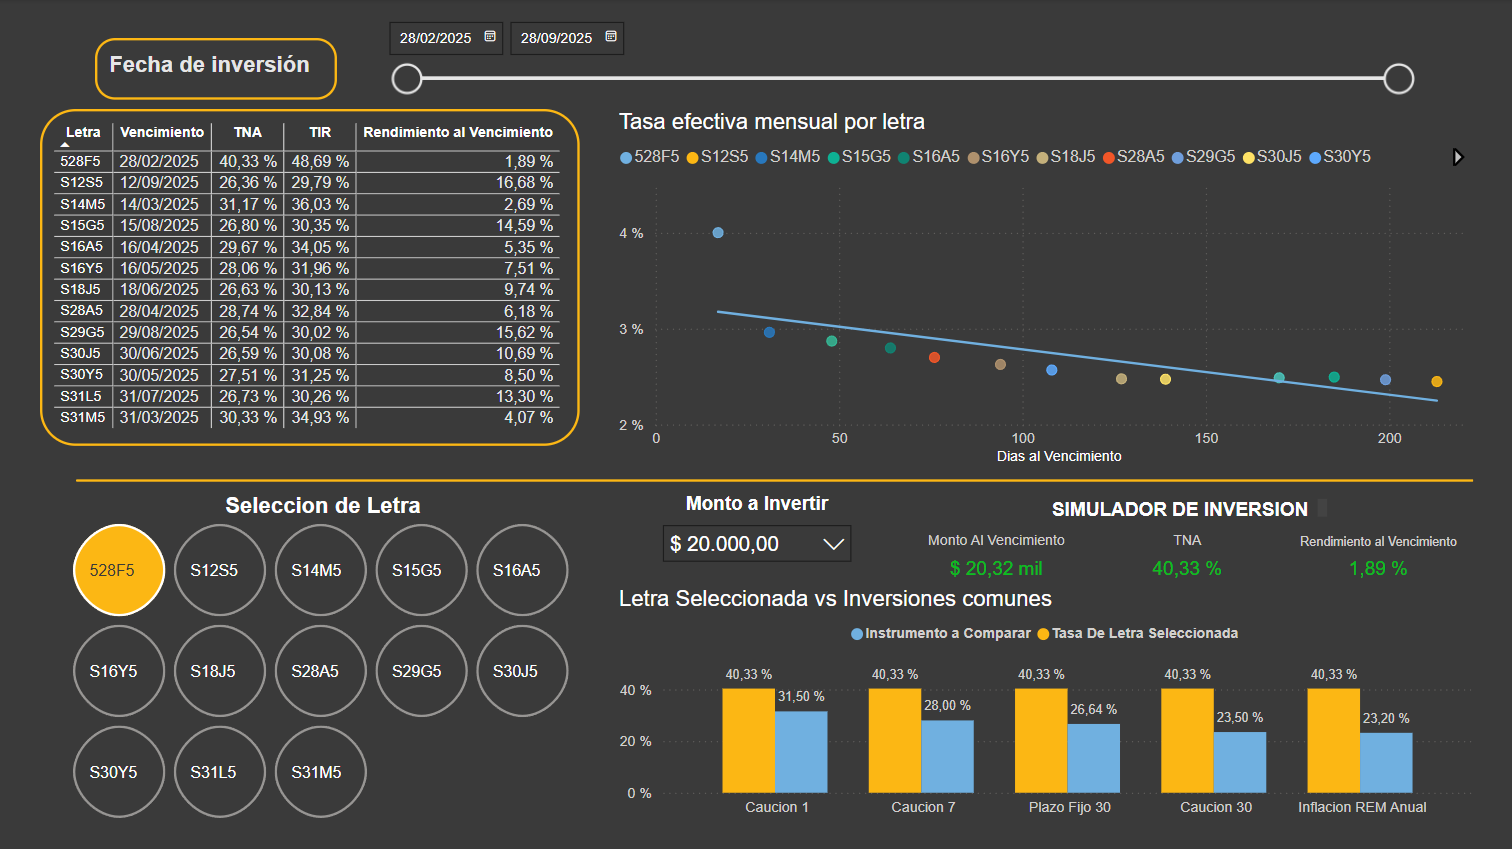 28/02/2025 28/09/2025
Fecha de inversión
Letra Vencimiento TNA TIR Rendimiento al Vencimiento
528F5 28/02/2025 40,33 % 48,69 % 1,89 %
S12S5 12/09/2025 26,36 % 29,79 % 16,68 %
S14M5 14/03/2025 31,17 % 36,03 % 2,69 %
S15G5 15/08/2025 26,80 % 30,35 % 14,59 %
S16A5 16/04/2025 29,67 % 34,05 % 5,35 %
S16Y5 16/05/2025 28,06 % 31,96 % 7,51 %
S18J5 18/06/2025 26,63 % 30,13 % 9,74 %
S28A5 28/04/2025 28,74 % 32,84 % 6,18 %
S29G5 29/08/2025 26,54 % 30,02 % 15,62 %
S30J5 30/06/2025 26,59 % 30,08 % 10,69 %
S30Y5 30/05/2025 27,51 % 31,25 % 8,50 %
S31L5 31/07/2025 26,73 % 30,26 % 13,30 %
S31M5 31/03/2025 30,33 % 34,93 % 4,07 %
Tasa efectiva mensual por letra
528F5 S12S5 S14M5 S15G5 S16A5 S16Y5 S18J5 S28A5 S29G5 S30J5 S30Y5
4 %
3 %
2 %
0 50 100 150 200
Dias al Vencimiento
Seleccion de Letra
528F5 S12S5 S14M5 S15G5 S16A5
S16Y5 S18J5 S28A5 S29G5 S30J5
S30Y5 S31L5 S31M5
Monto a Invertir
$ 20.000,00
SIMULADOR DE INVERSION
Monto Al Vencimiento TNA Rendimiento al Vencimiento
$ 20,32 mil 40,33 % 1,89 %
Letra Seleccionada vs Inversiones comunes
Instrumento a Comparar Tasa De Letra Seleccionada
40,33 % 40,33 % 40,33 % 40,33 % 40,33 %
31,50 % 28,00 % 26,64 % 23,50 % 23,20 %
40 %
20 %
0 %
Caucion 1 Caucion 7 Plazo Fijo 30 Caucion 30 Inflacion REM Anual